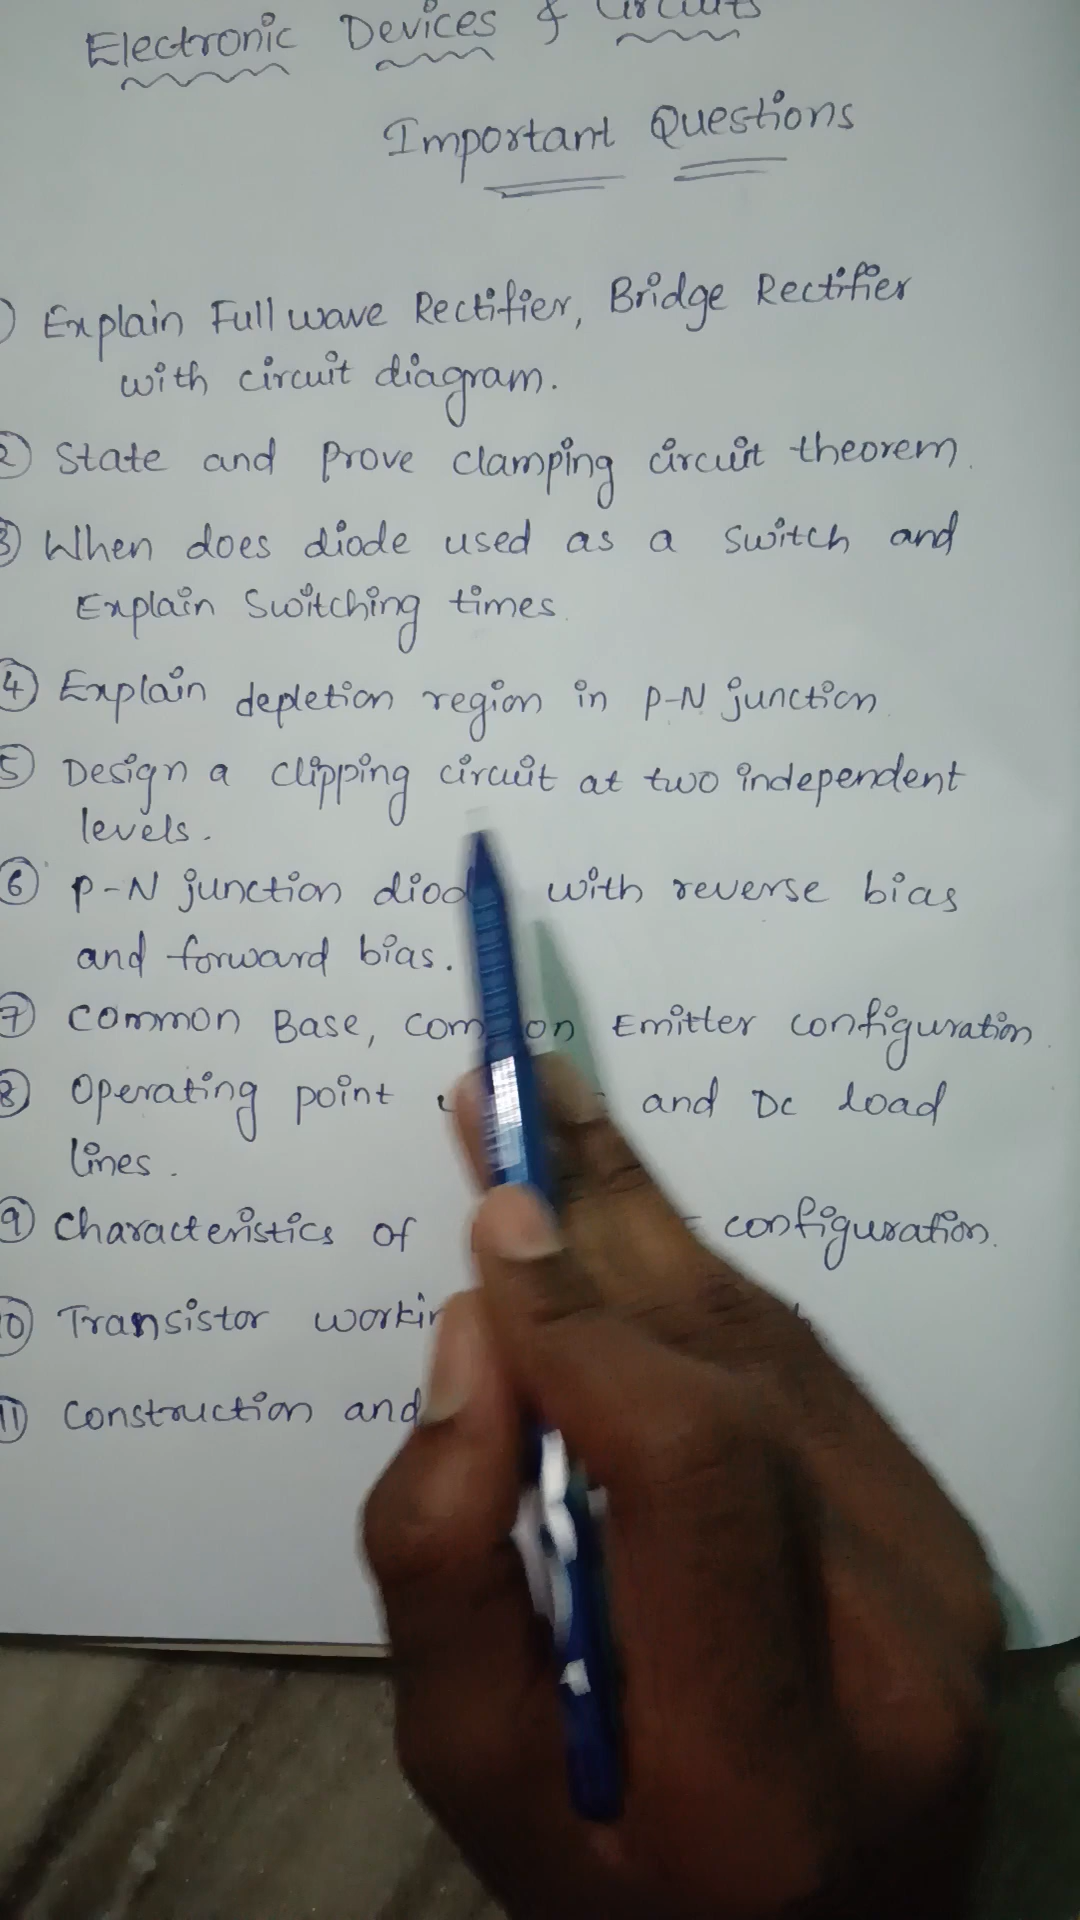 Electronic Devices & Circuits
Important Questions
Explain Full wave Rectifier, Bridge Rectifier
with circuit diagram.
② State and Prove clamping circuit theorem.
③ When does diode used as a switch and
Explain Switching times.
④ Explain depletion region in P-N junction
⑤ Design a clipping circuit at two independent
levels.
⑥ P-N junction with reverse bias
and forward bias.
⑦ Common Base, Emitter configuration.
⑧ Operating point and DC load
lines.
⑨ Characteristics of configuration.
⑩ Transistor
⑪ Construction and